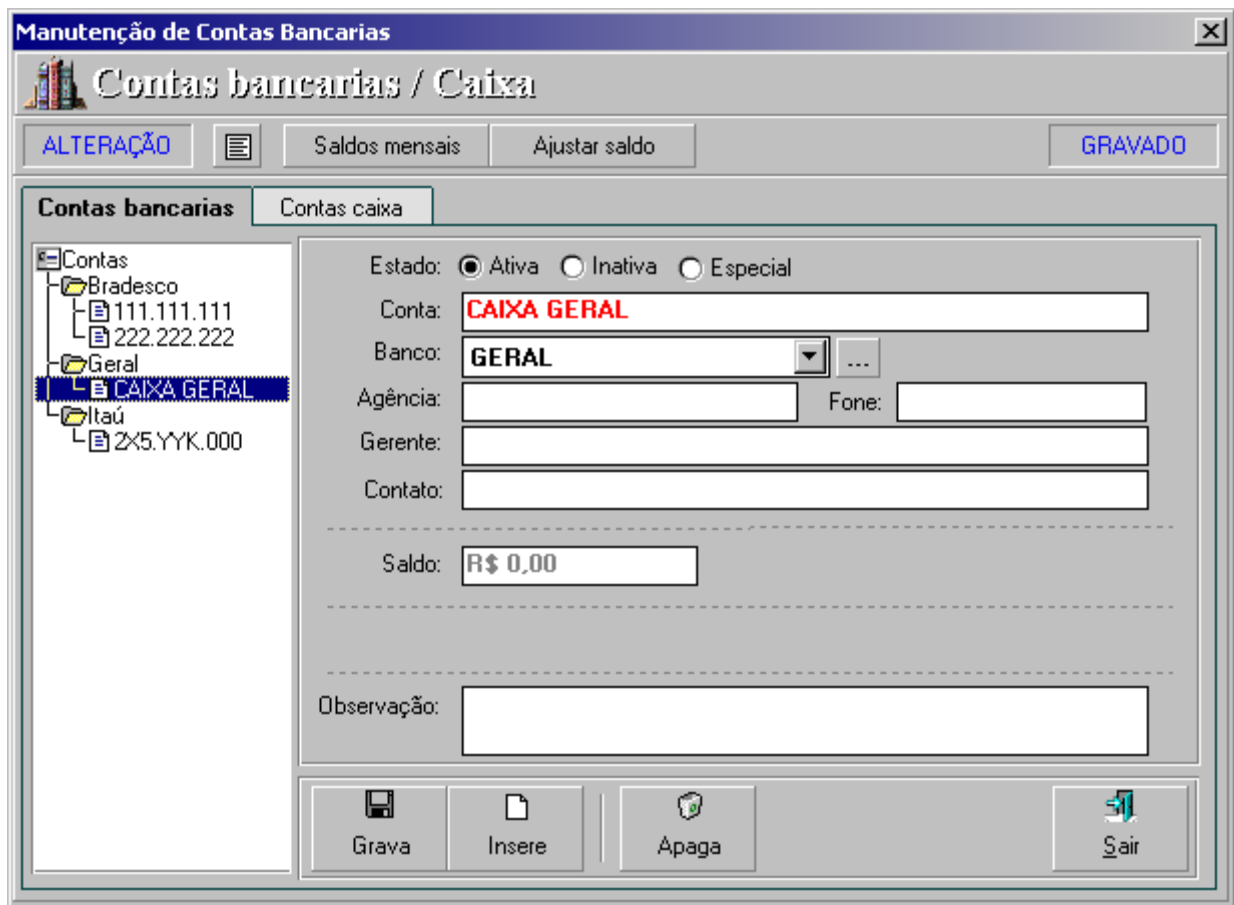 Manutenção de Contas Bancarias
Contas bancarias / Caixa
ALTERAÇÃO Saldos mensais Ajustar saldo GRAVADO
Contas bancarias Contas caixa
Contas
Bradesco
111.111.111
222.222.222
Geral
CAIXA GERAL
Itaú
2X5.YYK.000
Estado: Ativa Inativa Especial
Conta: CAIXA GERAL
Banco: GERAL ...
Agência: Fone:
Gerente:
Contato:
Saldo: R$ 0,00
Observação:
Grava Insere Apaga Sair